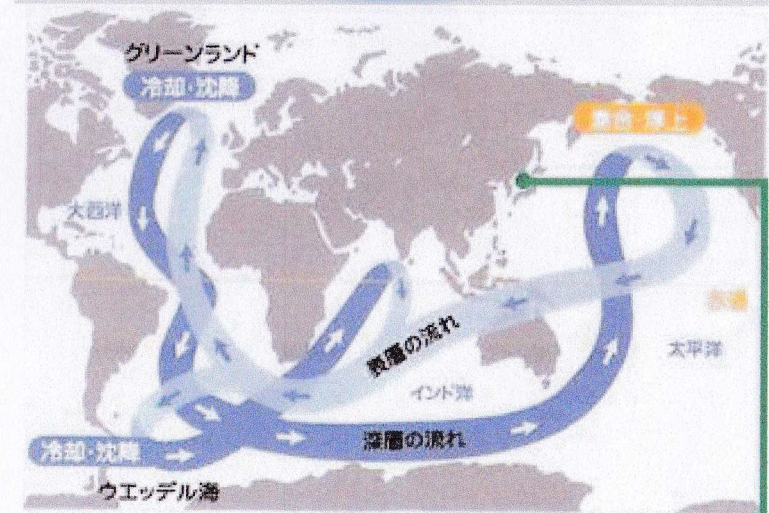 グリーンランド
冷却・沈降
大西洋
表層の流れ
太平洋
インド洋
深層の流れ
冷却・沈降
ウエッデル海